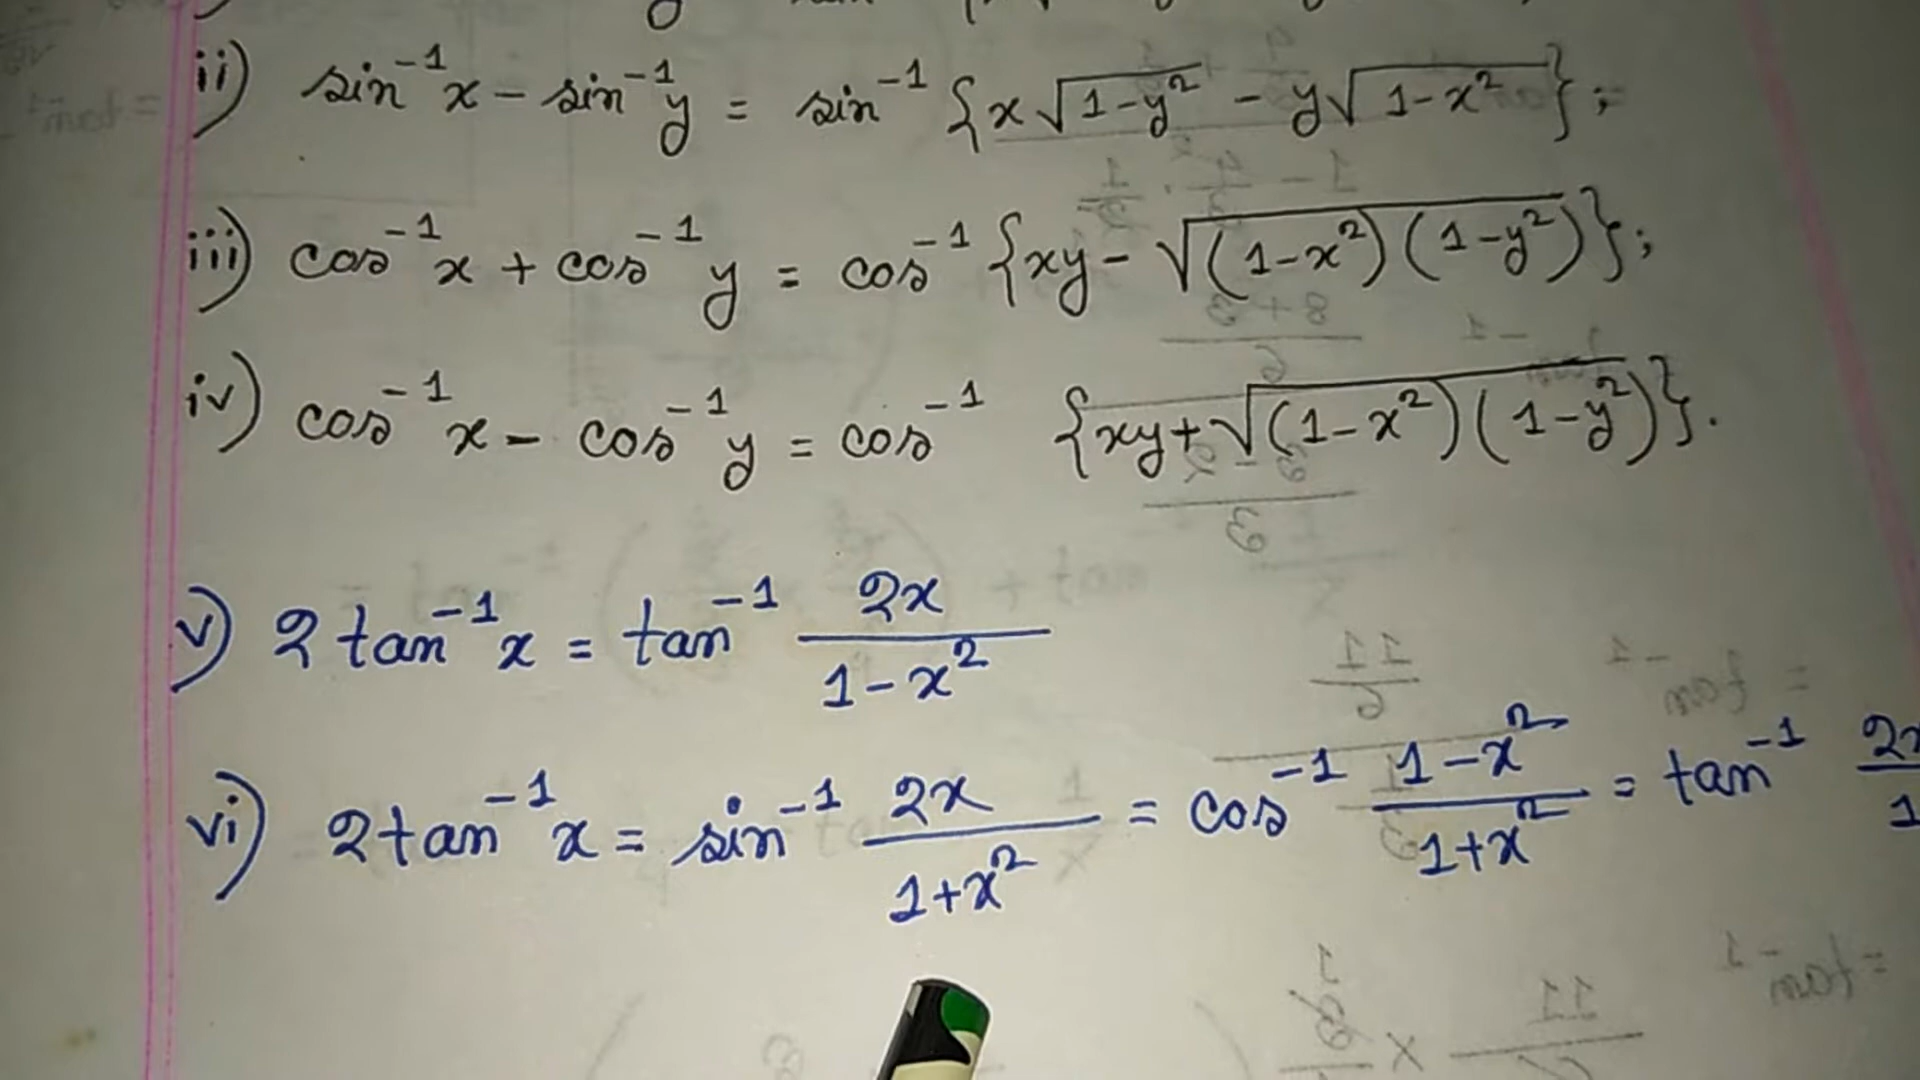 ii) sin⁻¹x - sin⁻¹y = sin⁻¹ {x√(1-y²) - y√(1-x²)};
iii) cos⁻¹x + cos⁻¹y = cos⁻¹ {xy - √((1-x²)(1-y²))};
iv) cos⁻¹x - cos⁻¹y = cos⁻¹ {xy + √((1-x²)(1-y²))}.
v) 2tan⁻¹x = tan⁻¹ 2x/(1-x²)
vi) 2tan⁻¹x = sin⁻¹ 2x/(1+x²) = cos⁻¹ (1-x²)/(1+x²) = tan⁻¹ 2x/1